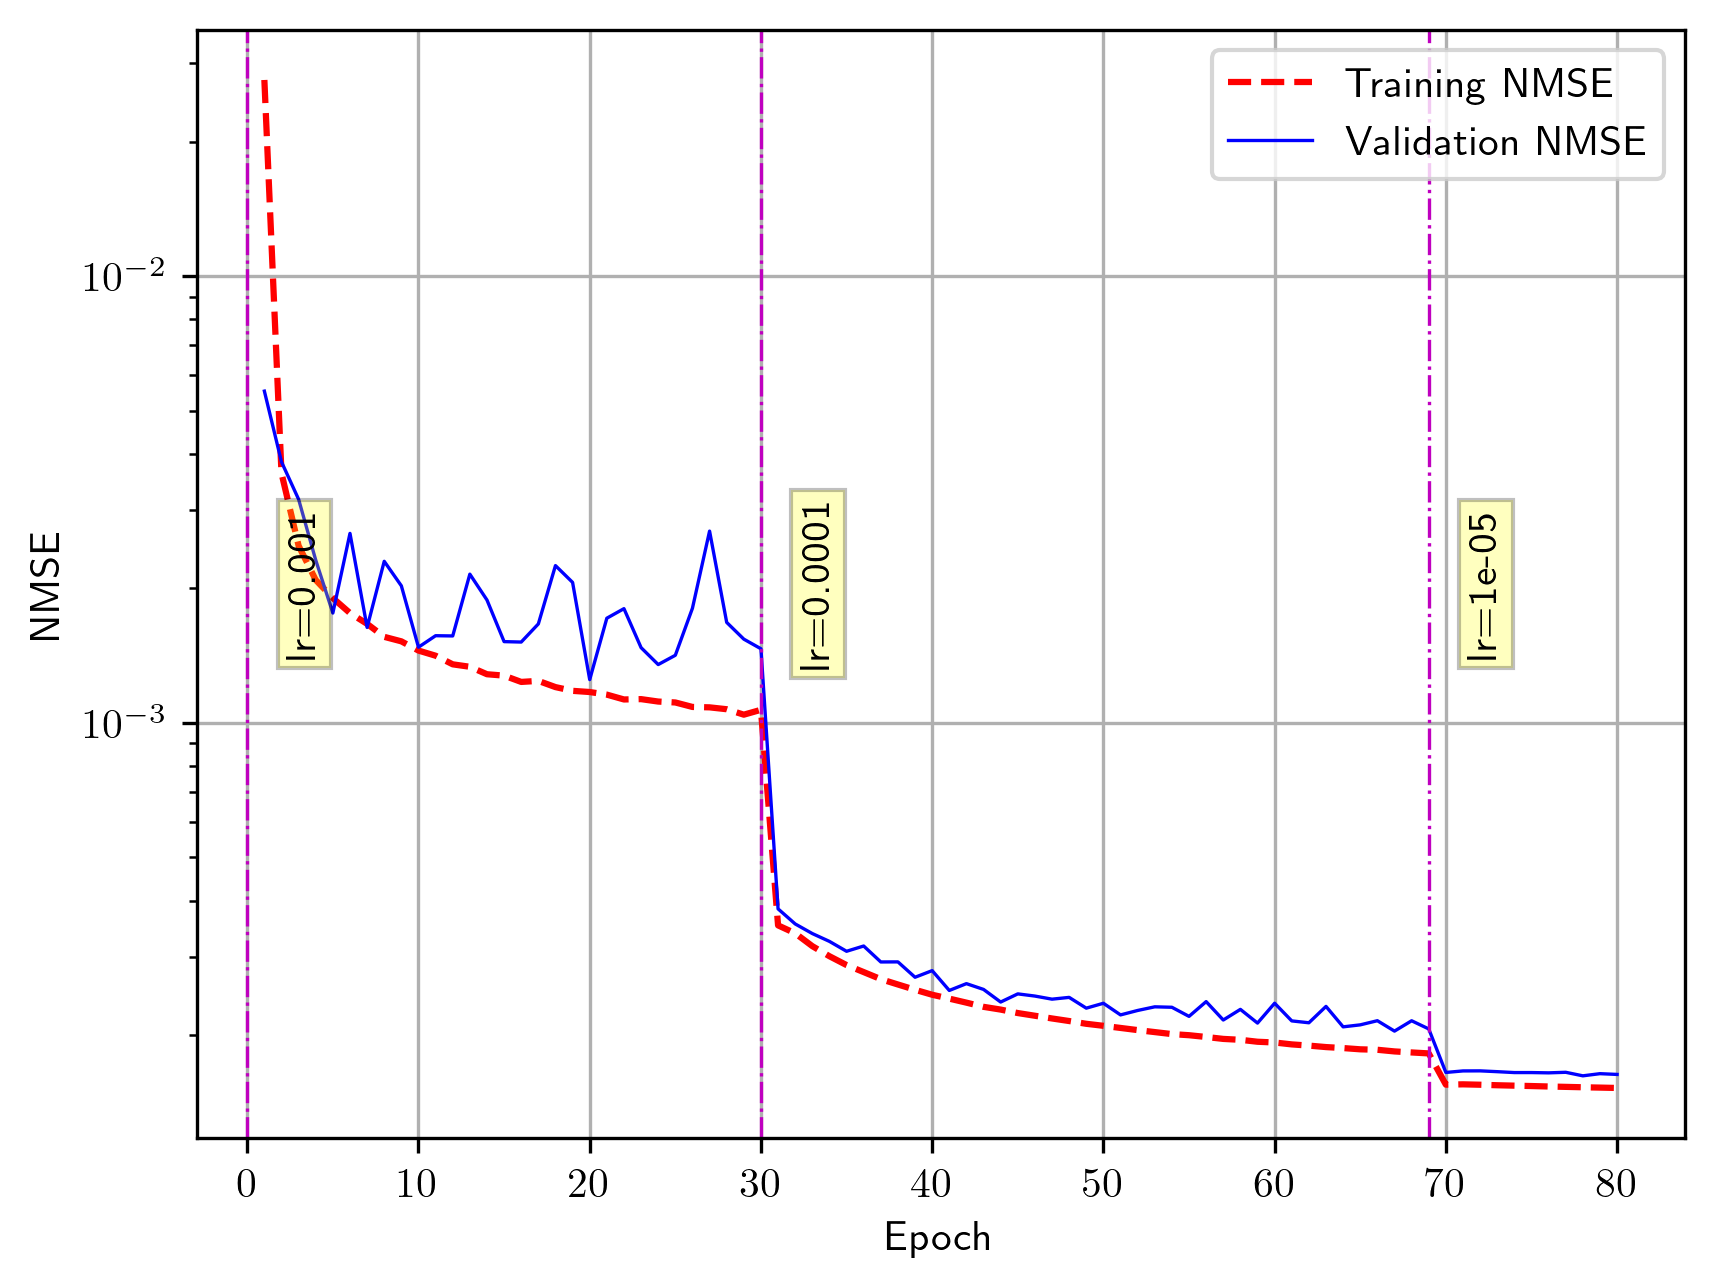 Training NMSE
Validation NMSE
10⁻²
10⁻³
NMSE
lr=0.001
lr=0.0001
lr=1e-05
0 10 20 30 40 50 60 70 80
Epoch